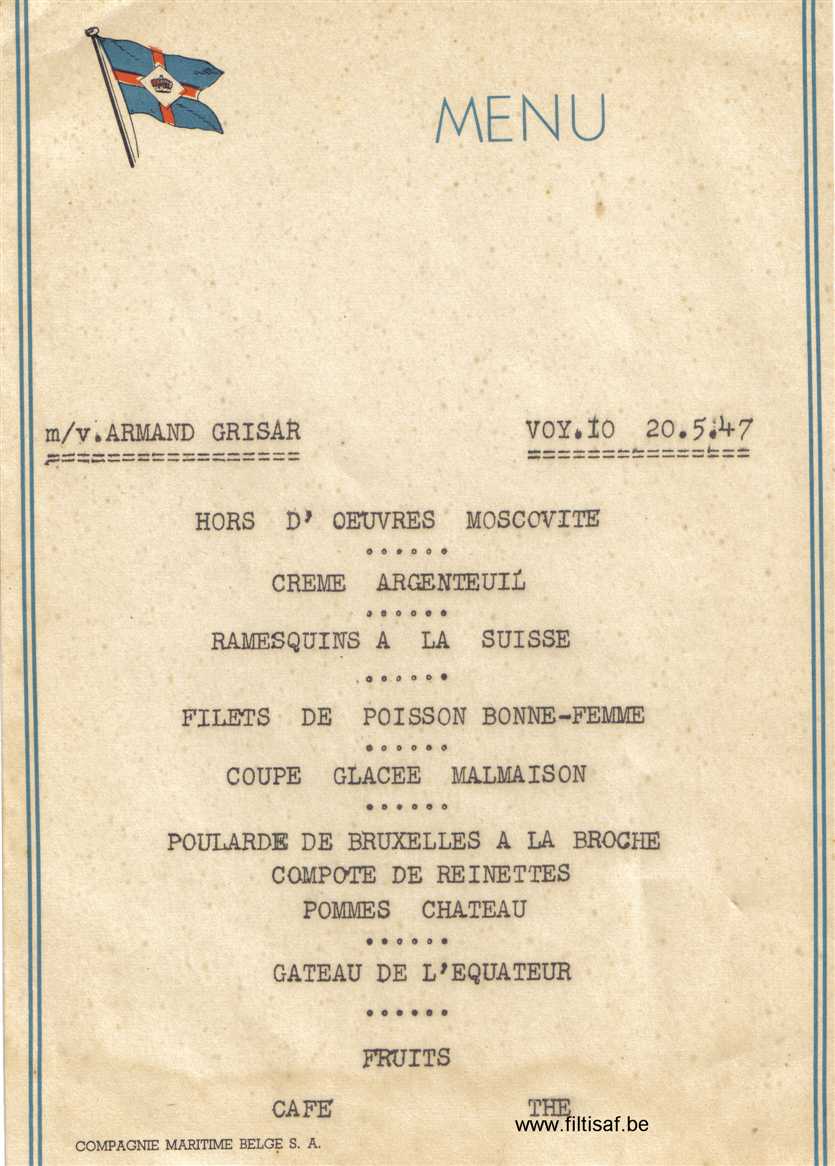 MENU
m/v.ARMAND GRISAR VOY.IO 20.5.47
HORS D' OEUVRES MOSCOVITE
CREME ARGENTEUIL
RAMESQUINS A LA SUISSE
FILETS DE POISSON BONNE-FEMME
COUPE GLACEE MALMAISON
POULARDE DE BRUXELLES A LA BROCHE
COMPOTE DE REINETTES
POMMES CHATEAU
GATEAU DE L'EQUATEUR
FRUITS
CAFE THE
www.filtisaf.be
COMPAGNIE MARITIME BELGE S. A.